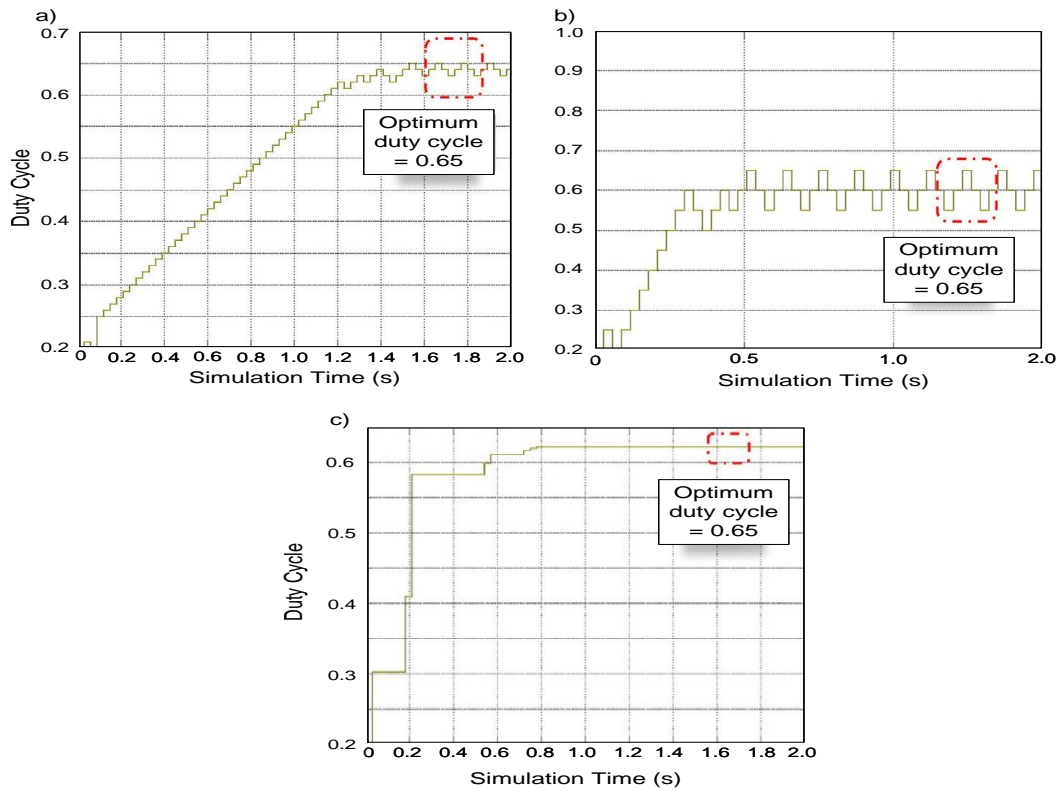 a)
0.7
0.6
0.5
0.4
0.3
0.2
Duty Cycle
0 0.2 0.4 0.6 0.8 1.0 1.2 1.4 1.6 1.8 2.0
Simulation Time (s)
Optimum
duty cycle
= 0.65
b)
1.0
0.9
0.8
0.7
0.6
0.5
0.4
0.3
0.2
0 0.5 1.0 2.0
Simulation Time (s)
Optimum
duty cycle
= 0.65
c)
0.6
0.5
0.4
0.3
0.2
Duty Cycle
0 0.2 0.4 0.6 0.8 1.0 1.2 1.4 1.6 1.8 2.0
Simulation Time (s)
Optimum
duty cycle
= 0.65